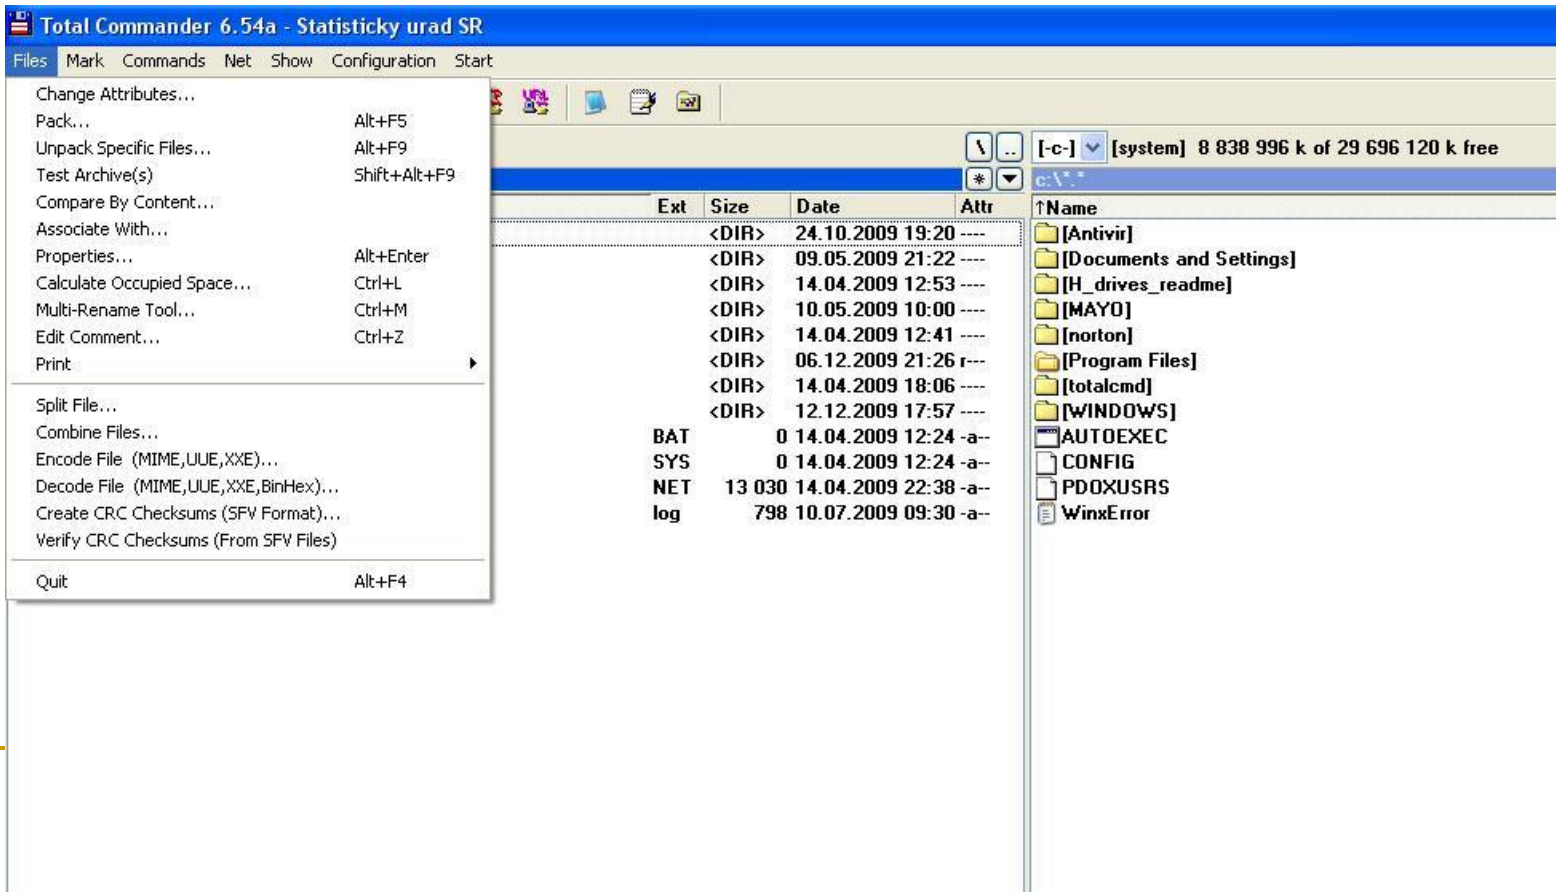 Total Commander 6.54a - Statisticky urad SR
Files Mark Commands Net Show Configuration Start
Change Attributes...
Pack... Alt+F5
Unpack Specific Files... Alt+F9
Test Archive(s) Shift+Alt+F9
Compare By Content...
Associate With...
Properties... Alt+Enter
Calculate Occupied Space... Ctrl+L
Multi-Rename Tool... Ctrl+M
Edit Comment... Ctrl+Z
Print
Split File...
Combine Files...
Encode File (MIME,UUE,XXE)...
Decode File (MIME,UUE,XXE,BinHex)...
Create CRC Checksums (SFV Format)...
Verify CRC Checksums (From SFV Files)
Quit Alt+F4
URL
\ ..
*
Ext Size Date Attr
<DIR> 24.10.2009 19:20 ----
<DIR> 09.05.2009 21:22 ----
<DIR> 14.04.2009 12:53 ----
<DIR> 10.05.2009 10:00 ----
<DIR> 14.04.2009 12:41 ----
<DIR> 06.12.2009 21:26 r---
<DIR> 14.04.2009 18:06 ----
<DIR> 12.12.2009 17:57 ----
BAT 0 14.04.2009 12:24 -a--
SYS 0 14.04.2009 12:24 -a--
NET 13 030 14.04.2009 22:38 -a--
log 798 10.07.2009 09:30 -a--
[-c-] [system] 8 838 996 k of 29 696 120 k free
c:\*.*
↑Name
[Antivir]
[Documents and Settings]
[H_drives_readme]
[MAYO]
[norton]
[Program Files]
[totalcmd]
[WINDOWS]
AUTOEXEC
CONFIG
PDOXUSRS
WinxError